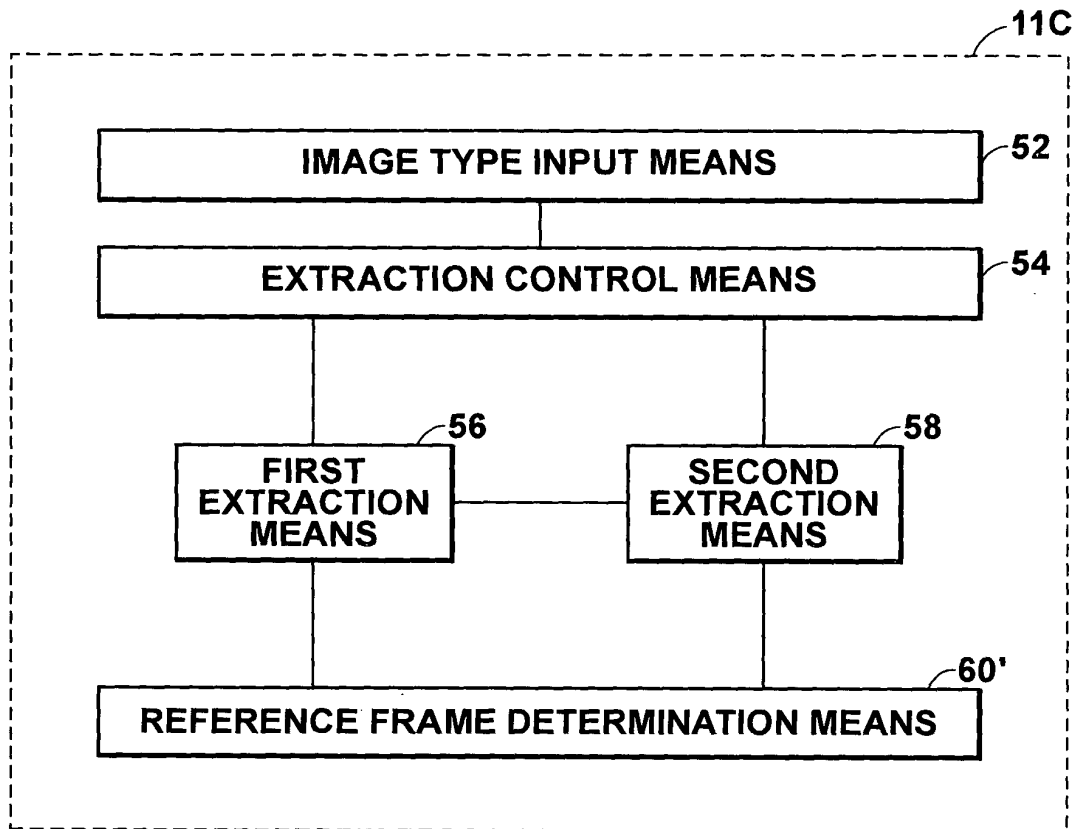 11C
IMAGE TYPE INPUT MEANS
52
EXTRACTION CONTROL MEANS
54
56
FIRST
EXTRACTION
MEANS
58
SECOND
EXTRACTION
MEANS
60'
REFERENCE FRAME DETERMINATION MEANS